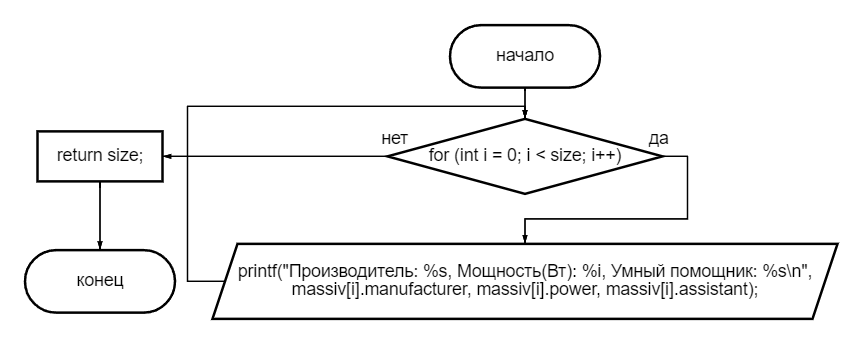 начало
нет
да
for (int i = 0; i < size; i++)
return size;
конец
printf("Производитель: %s, Мощность(Вт): %i, Умный помощник: %s\n",
massiv[i].manufacturer, massiv[i].power, massiv[i].assistant);